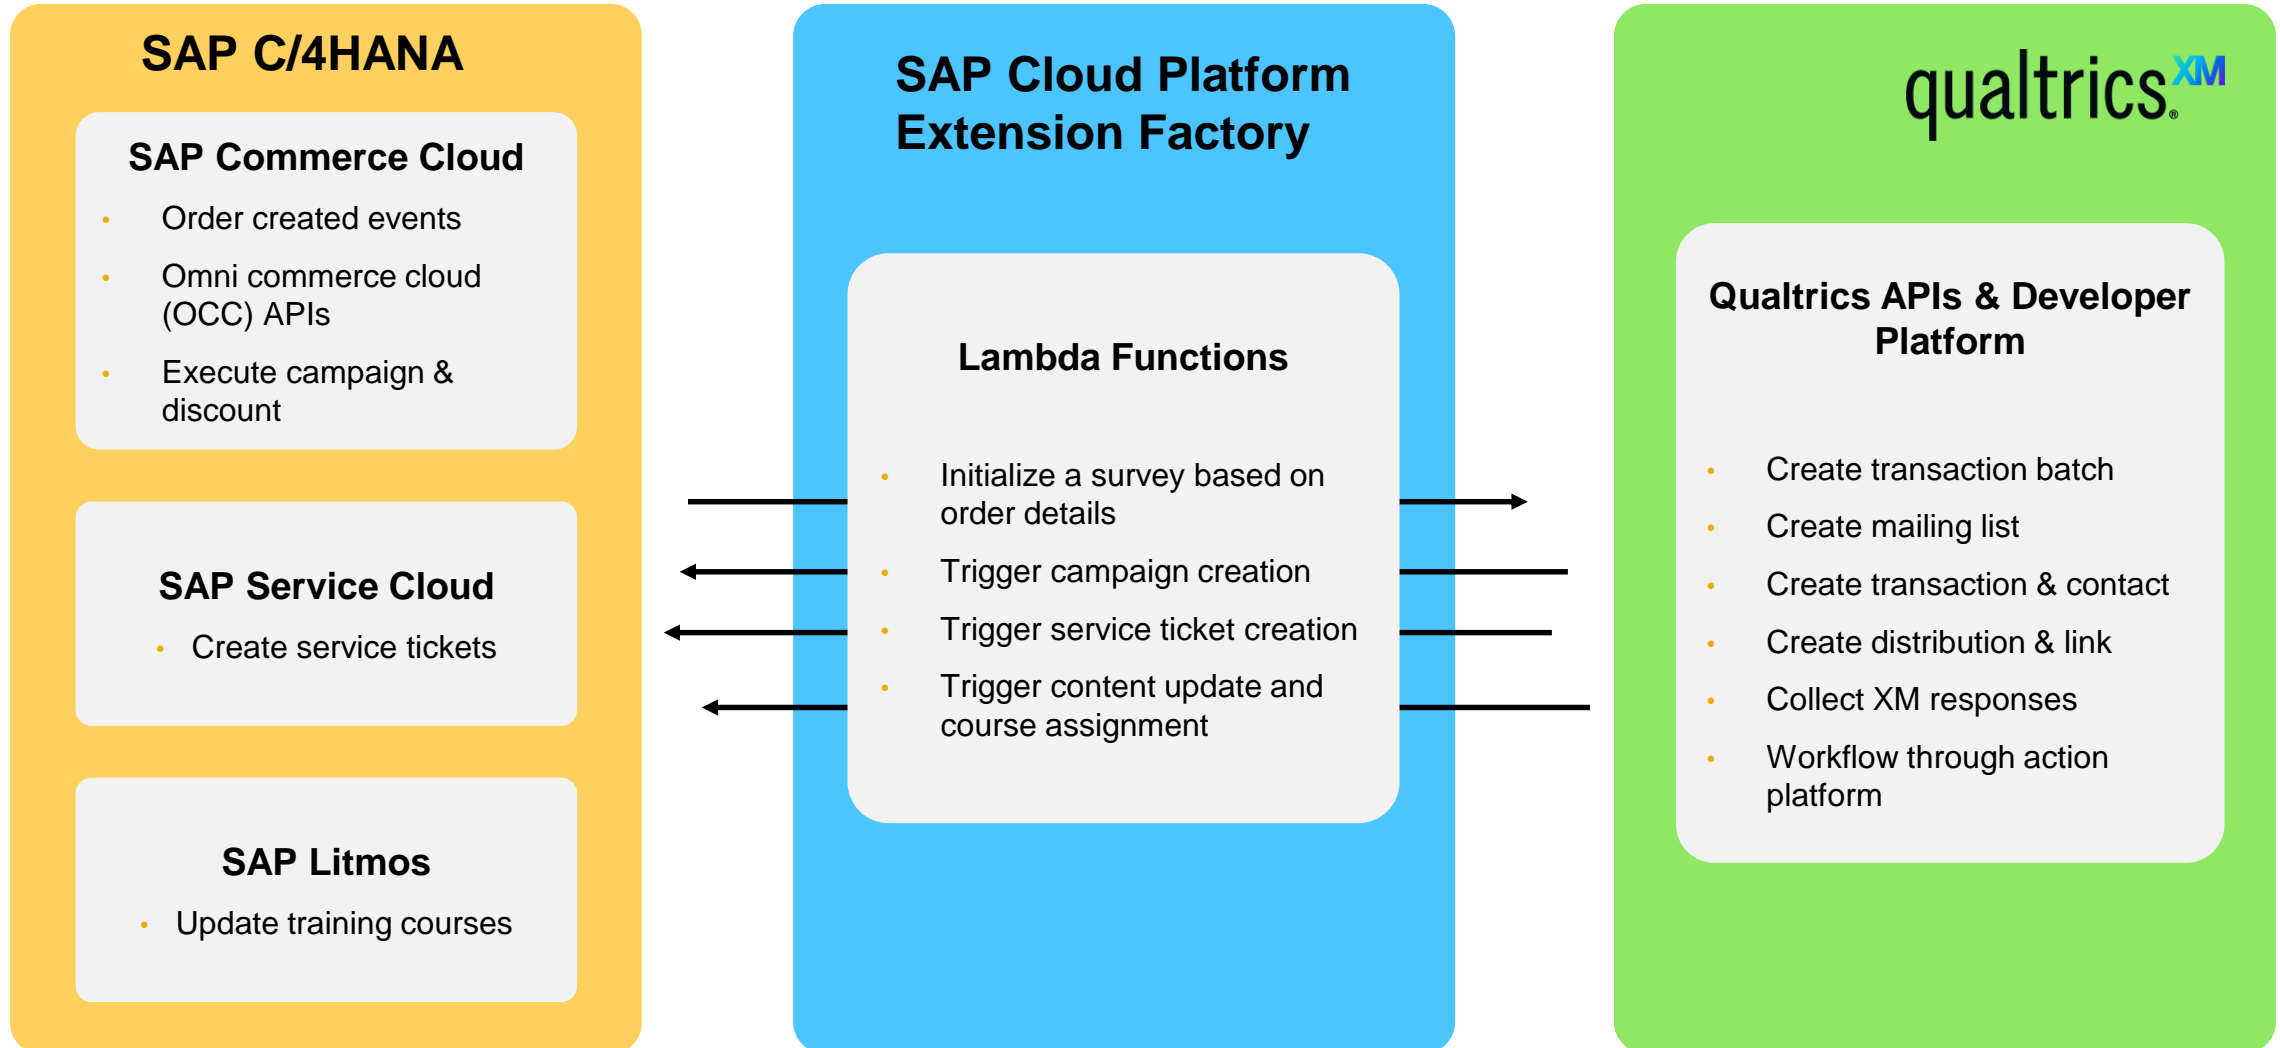 SAP C/4HANA
SAP Commerce Cloud
• Order created events
• Omni commerce cloud
(OCC) APIs
• Execute campaign &
discount
SAP Service Cloud
• Create service tickets
SAP Litmos
• Update training courses
SAP Cloud Platform
Extension Factory
Lambda Functions
• Initialize a survey based on
order details
• Trigger campaign creation
• Trigger service ticket creation
• Trigger content update and
course assignment
qualtrics.XM
®
Qualtrics APIs & Developer
Platform
• Create transaction batch
• Create mailing list
• Create transaction & contact
• Create distribution & link
• Collect XM responses
• Workflow through action
platform